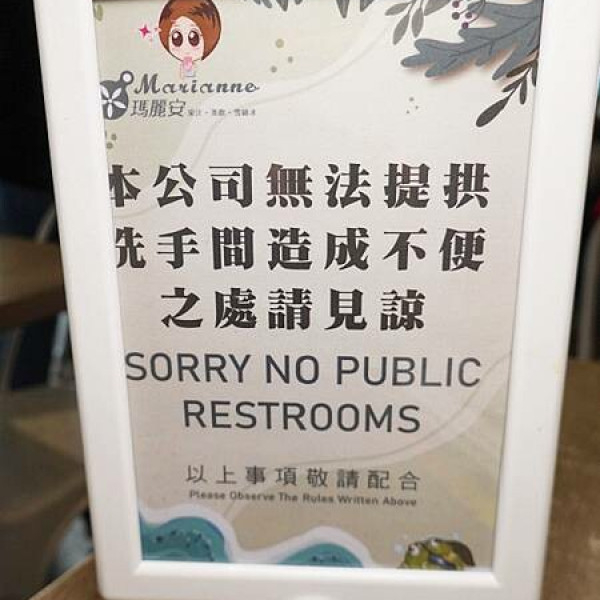 Marianne
瑪麗安
本公司無法提拱
洗手間造成不便
之處請見諒
SORRY NO PUBLIC
RESTROOMS
以上事項敬請配合
Please Observe The Rules Written Above